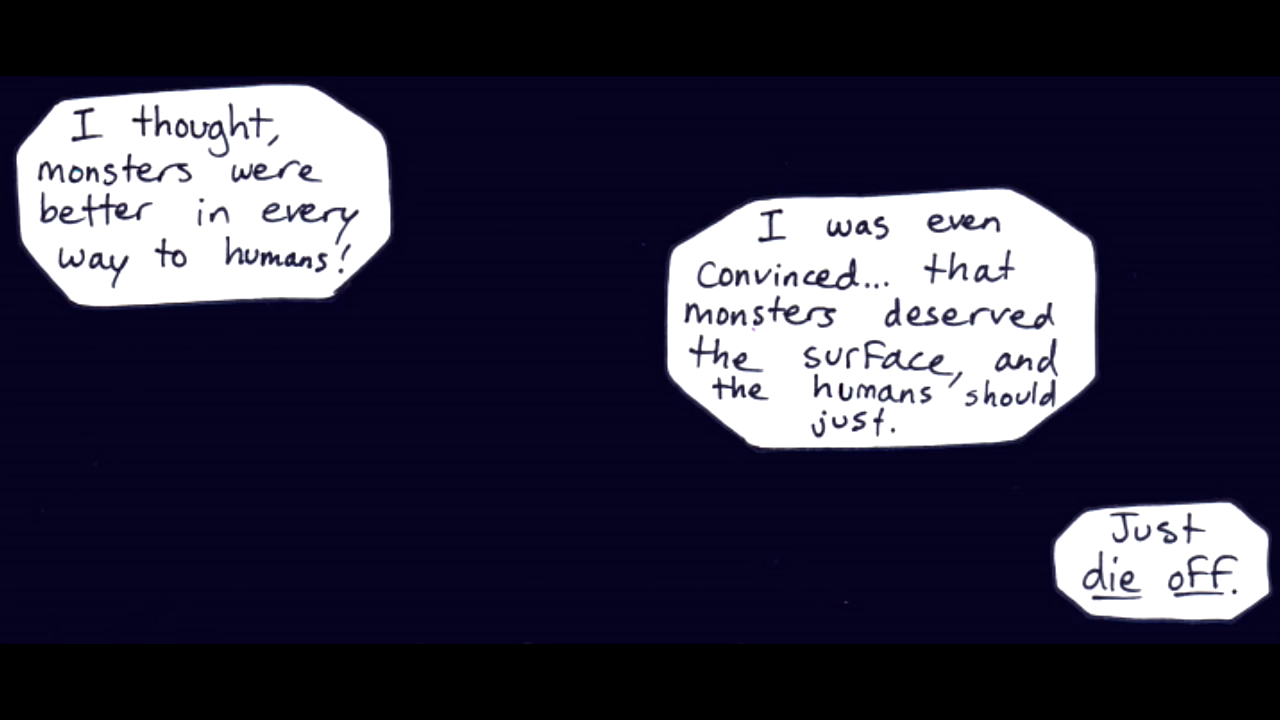 I thought,
monsters were
better in every
way to humans!
I was even
convinced... that
monsters deserved
the surface, and
the humans should
just.
Just
die off.